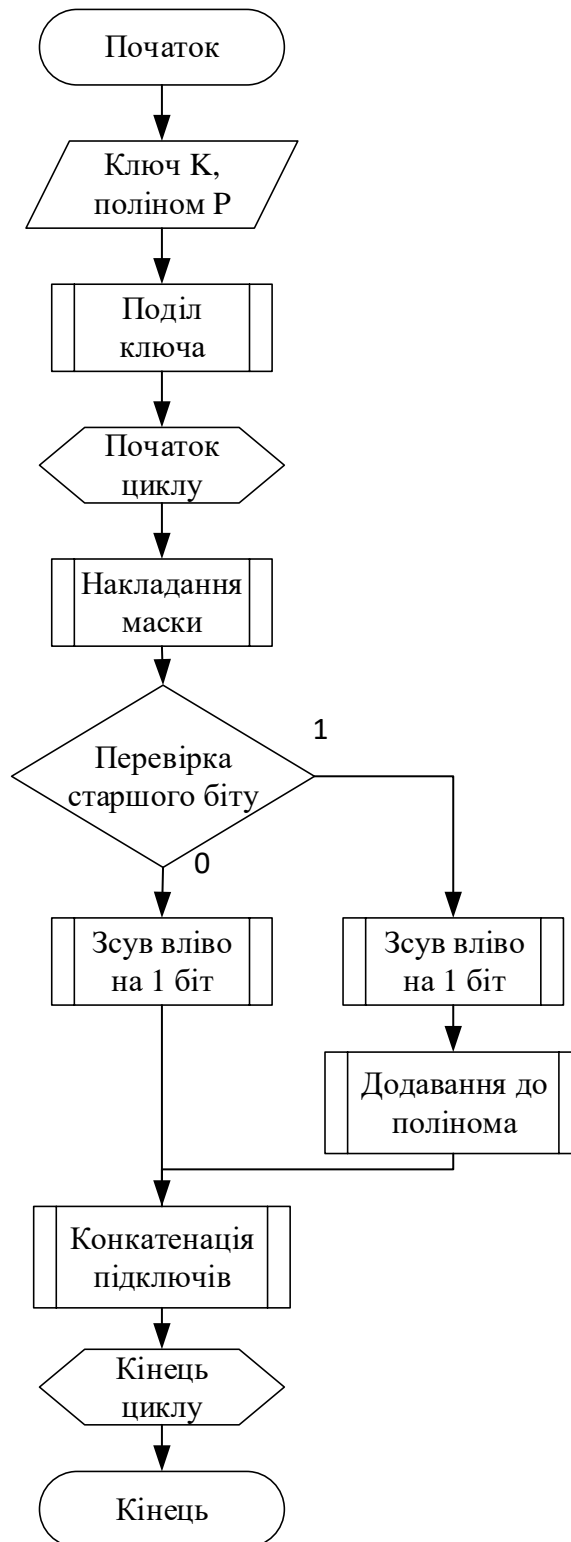 Початок
Ключ K,
поліном P
Поділ
ключа
Початок
циклу
Накладання
маски
1
Перевірка
старшого біту
0
Зсув вліво
на 1 біт
Зсув вліво
на 1 біт
Додавання до
полінома
Конкатенація
підключів
Кінець
циклу
Кінець